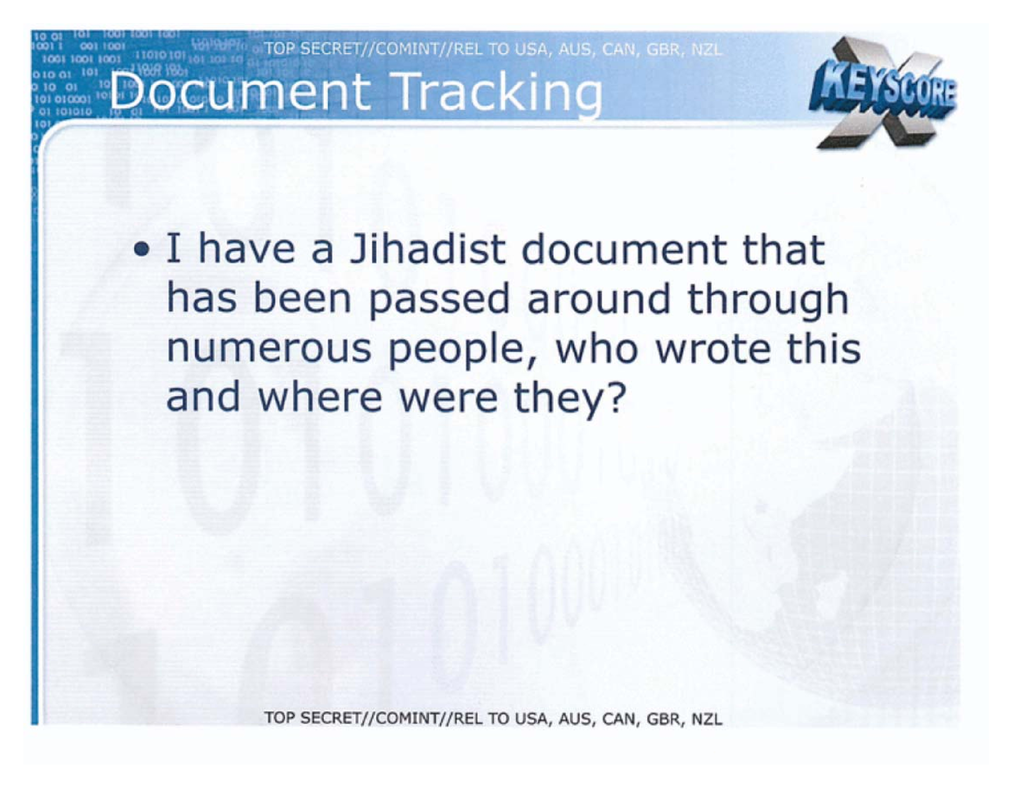 TOP SECRET//COMINT//REL TO USA, AUS, CAN, GBR, NZL
Document Tracking
KEYSCORE
• I have a Jihadist document that
has been passed around through
numerous people, who wrote this
and where were they?
TOP SECRET//COMINT//REL TO USA, AUS, CAN, GBR, NZL